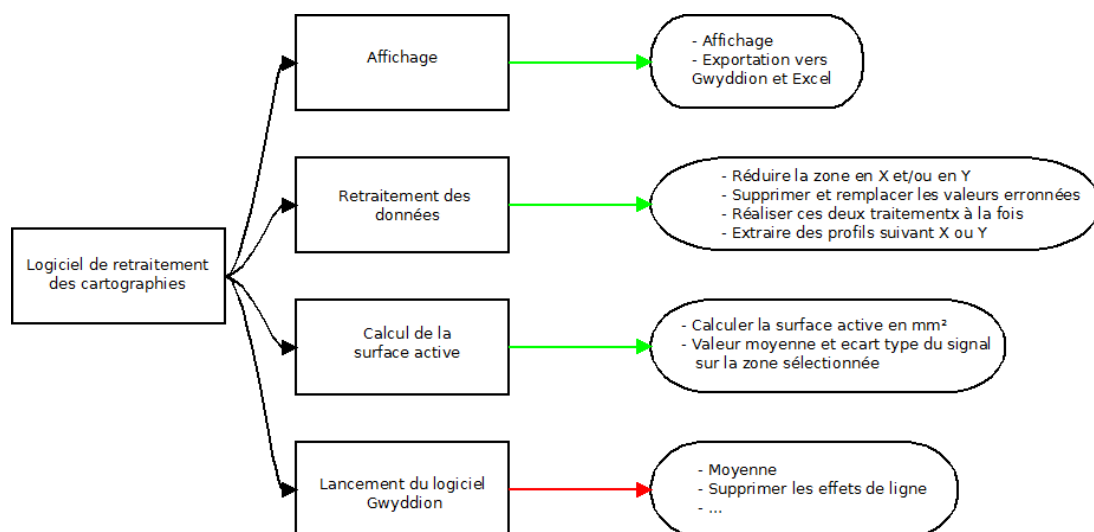 Logiciel de retraitement
des cartographies
Affichage
- Affichage
- Exportation vers
Gwyddion et Excel
Retraitement des
données
- Réduire la zone en X et/ou en Y
- Supprimer et remplacer les valeurs erronnées
- Réaliser ces deux traitementx à la fois
- Extraire des profils suivant X ou Y
Calcul de la
surface active
- Calculer la surface active en mm²
- Valeur moyenne et ecart type du signal
sur la zone sélectionnée
Lancement du logiciel
Gwyddion
- Moyenne
- Supprimer les effets de ligne
- ...